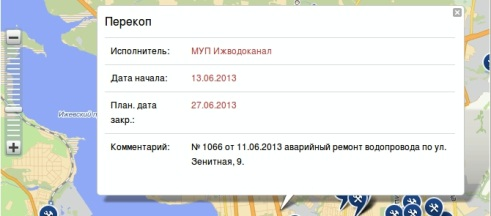 Перекоп
Исполнитель: МУП Ижводоканал
Дата начала: 13.06.2013
План. дата 27.06.2013
закр.:
Комментарий: № 1066 от 11.06.2013 аварийный ремонт водопровода по ул.
Зенитная, 9.
Ижевский